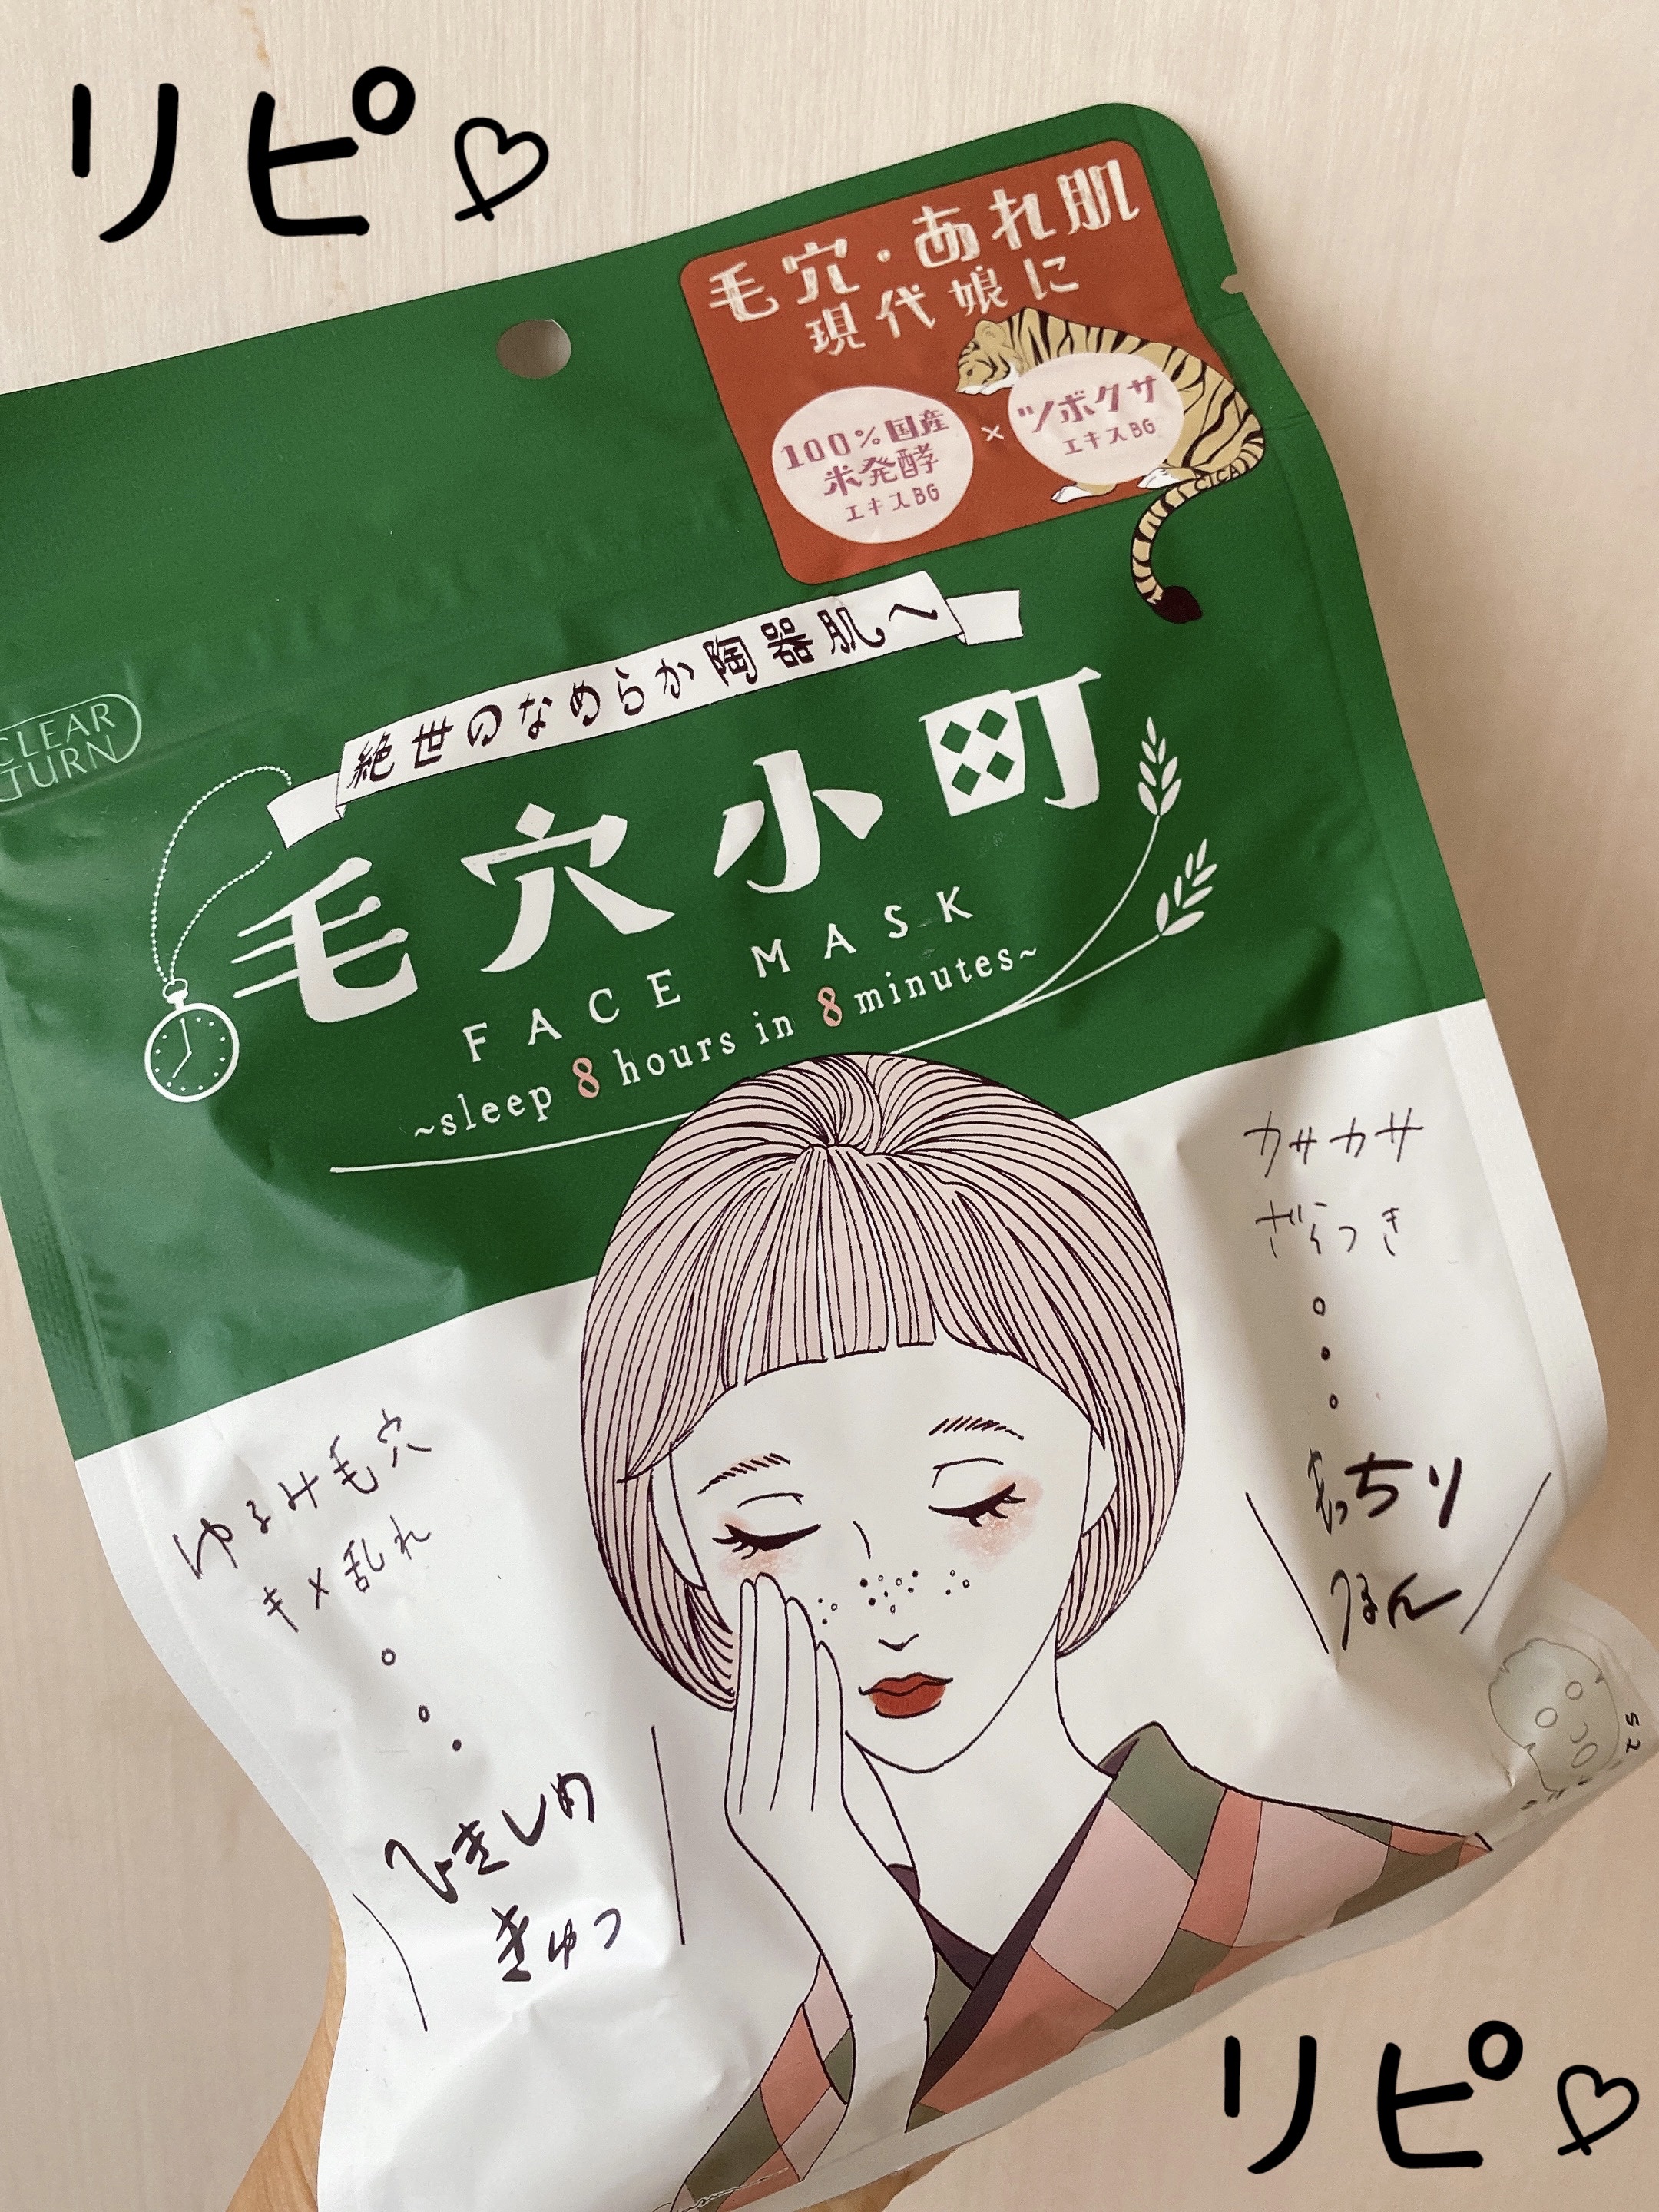 リピ♡
毛穴・あれ肌
現代娘に
100%国産
米発酵
エキスBG
×
ツボクサ
エキスBG
CICA
CLEAR
TURN
絶世のなめらか陶器肌へ
毛穴小町
FACE MASK
~sleep 8 hours in 8 minutes~
カサカサ
ざらつき
もっちり
ぽん
ゆるみ毛穴
キメ乱れ
ひきしめ
きゅっ
リピ♡